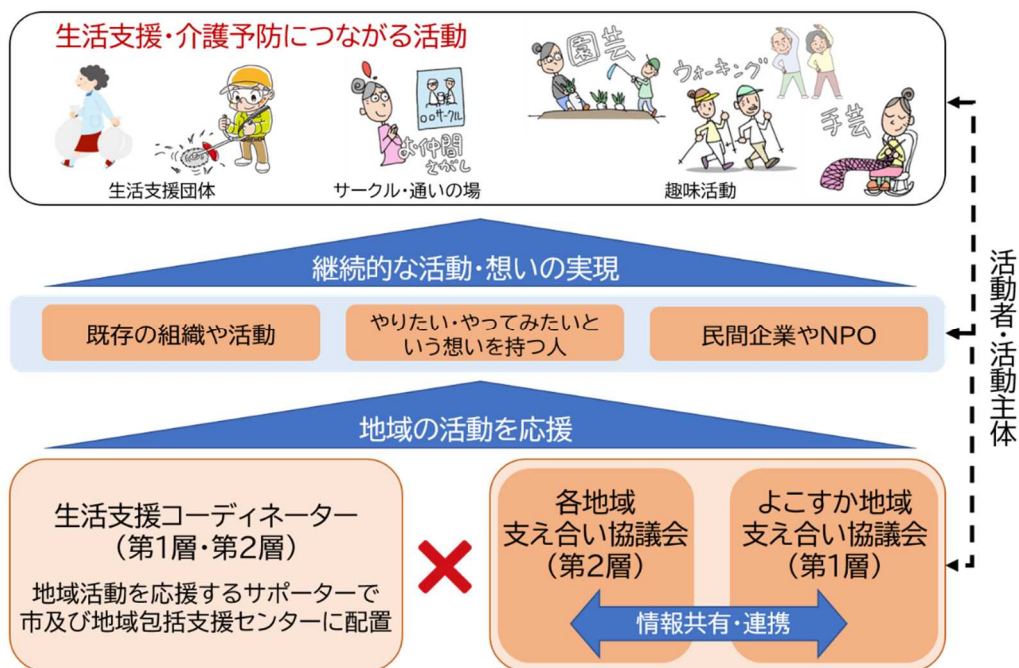 生活支援・介護予防につながる活動
園芸
ウォーキング
手芸
○○サークル
お仲間
さがし
生活支援団体
サークル・通いの場
趣味活動
継続的な活動・想いの実現
既存の組織や活動
やりたい・やってみたいと
いう想いを持つ人
民間企業やNPO
活動者・活動主体
地域の活動を応援
生活支援コーディネーター
（第1層・第2層）
地域活動を応援するサポーターで
市及び地域包括支援センターに配置
各地域
支え合い協議会
（第2層）
よこすか地域
支え合い協議会
（第1層）
情報共有・連携